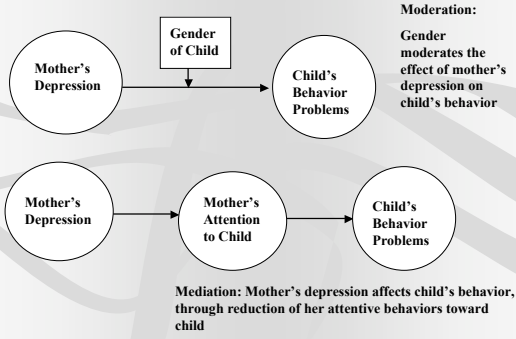 Moderation:
Gender
moderates the
effect of mother's
depression on
child's behavior
Gender
of Child
Mother's
Depression
Child's
Behavior
Problems
Mother's
Depression
Mother's
Attention
to Child
Child's
Behavior
Problems
Mediation: Mother's depression affects child's behavior,
through reduction of her attentive behaviors toward
child